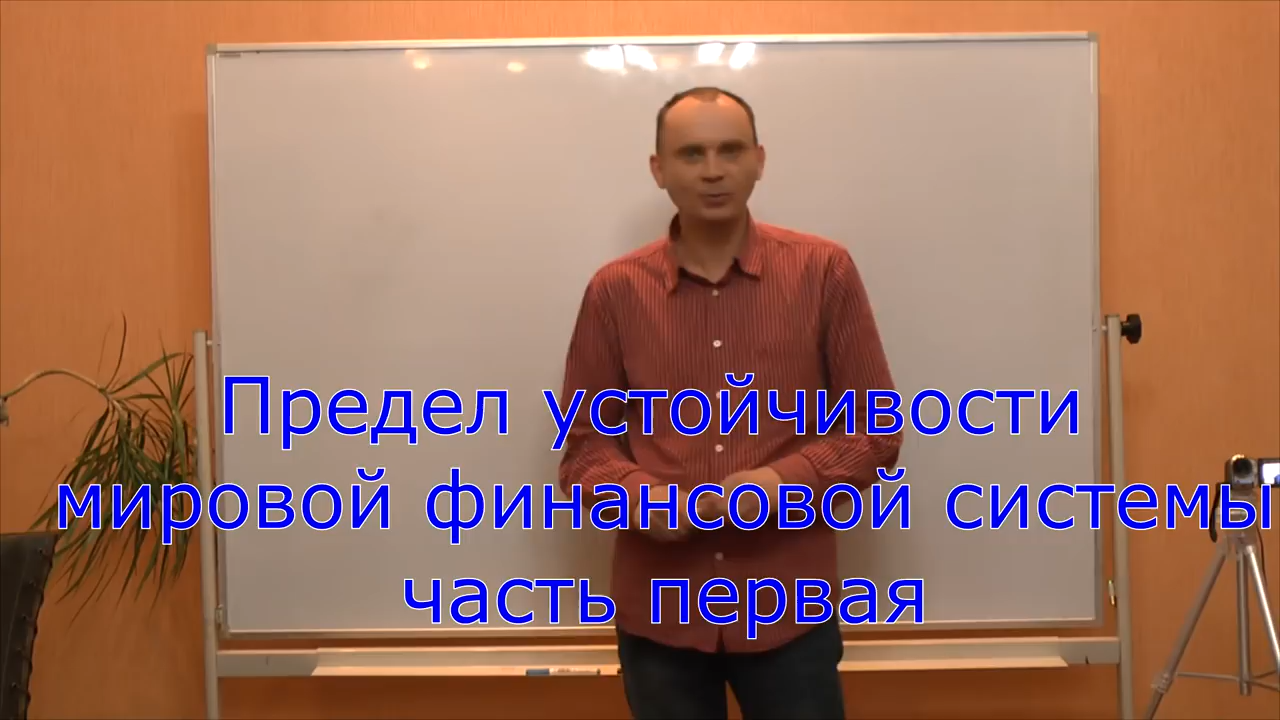 Предел устойчивости
мировой финансовой системы
часть первая